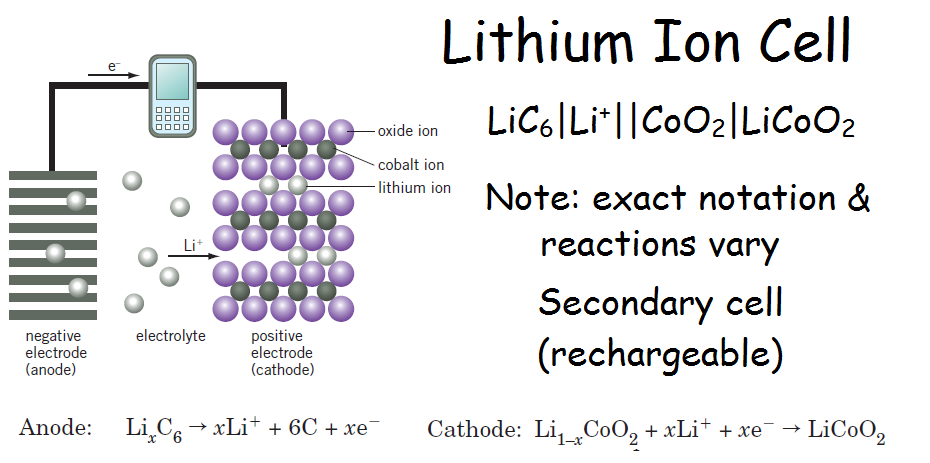 Lithium Ion Cell
e⁻
oxide ion
LiC₆|Li⁺||CoO₂|LiCoO₂
cobalt ion
lithium ion
Note: exact notation &
reactions vary
Li⁺
Secondary cell
(rechargeable)
negative
electrode
(anode)
electrolyte
positive
electrode
(cathode)
Anode: LiₓC₆ → xLi⁺ + 6C + xe⁻
Cathode: Li₁₋ₓCoO₂ + xLi⁺ + xe⁻ → LiCoO₂